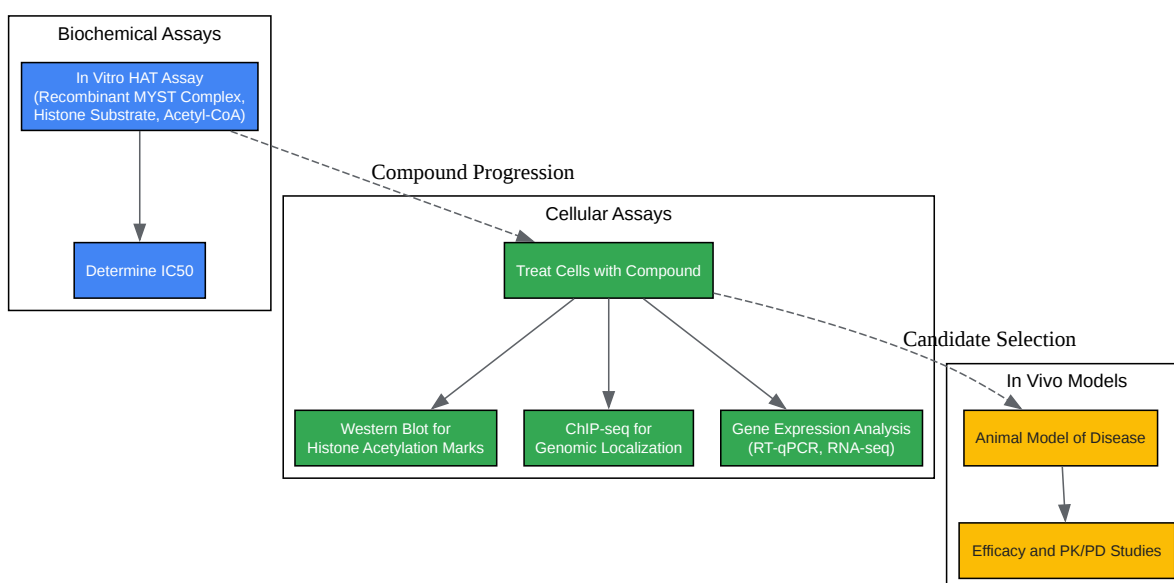 Biochemical Assays
In Vitro HAT Assay
(Recombinant MYST Complex,
Histone Substrate, Acetyl-CoA)
Determine IC50
Compound Progression
Cellular Assays
Treat Cells with Compound
Western Blot for
Histone Acetylation Marks
ChIP-seq for
Genomic Localization
Gene Expression Analysis
(RT-qPCR, RNA-seq)
Candidate Selection
In Vivo Models
Animal Model of Disease
Efficacy and PK/PD Studies